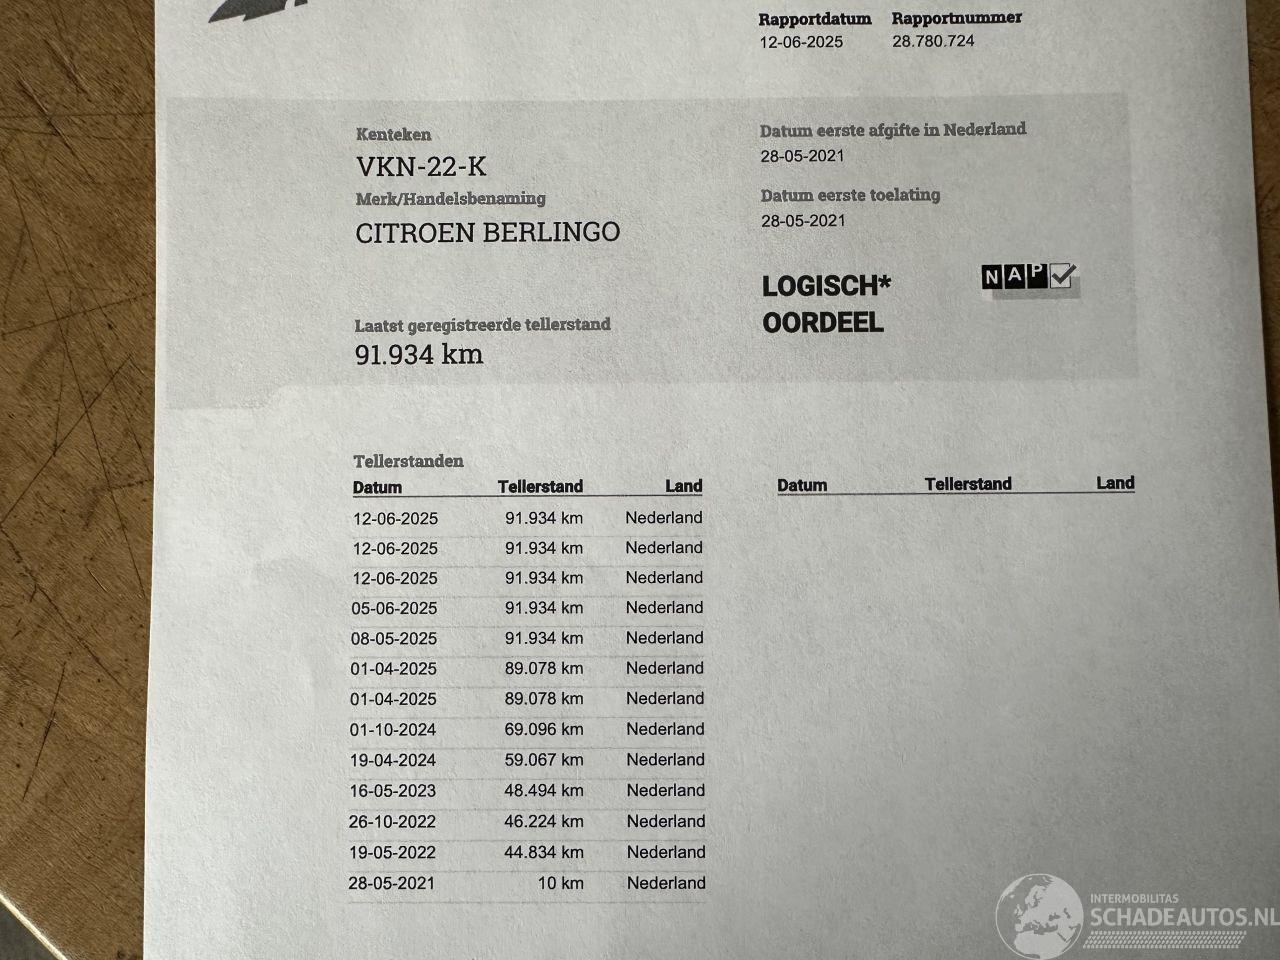 Rapportdatum Rapportnummer
12-06-2025 28.780.724
Kenteken
VKN-22-K
Merk/Handelsbenaming
CITROEN BERLINGO
Laatst geregistreerde tellerstand
91.934 km
Datum eerste afgifte in Nederland
28-05-2021
Datum eerste toelating
28-05-2021
LOGISCH*
OORDEEL
NAP
Tellerstanden
Datum Tellerstand Land
12-06-2025 91.934 km Nederland
12-06-2025 91.934 km Nederland
12-06-2025 91.934 km Nederland
05-06-2025 91.934 km Nederland
08-05-2025 91.934 km Nederland
01-04-2025 89.078 km Nederland
01-04-2025 89.078 km Nederland
01-10-2024 69.096 km Nederland
19-04-2024 59.067 km Nederland
16-05-2023 48.494 km Nederland
26-10-2022 46.224 km Nederland
19-05-2022 44.834 km Nederland
28-05-2021 10 km Nederland
Datum Tellerstand Land
INTERMOBILITAS
SCHADEAUTOS.NL